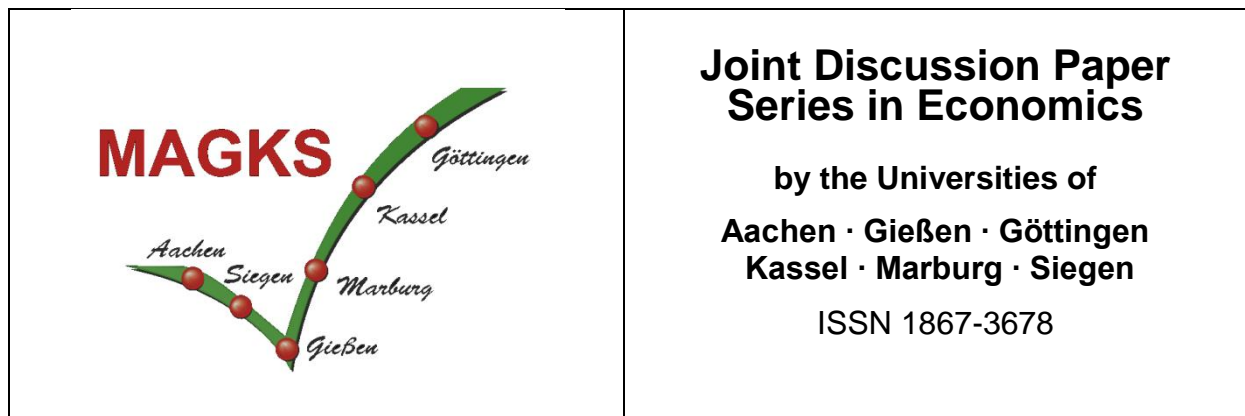 MAGKS
Göttingen
Kassel
Aachen
Siegen
Marburg
Gießen
Joint Discussion Paper
Series in Economics
by the Universities of
Aachen · Gießen · Göttingen
Kassel · Marburg · Siegen
ISSN 1867-3678